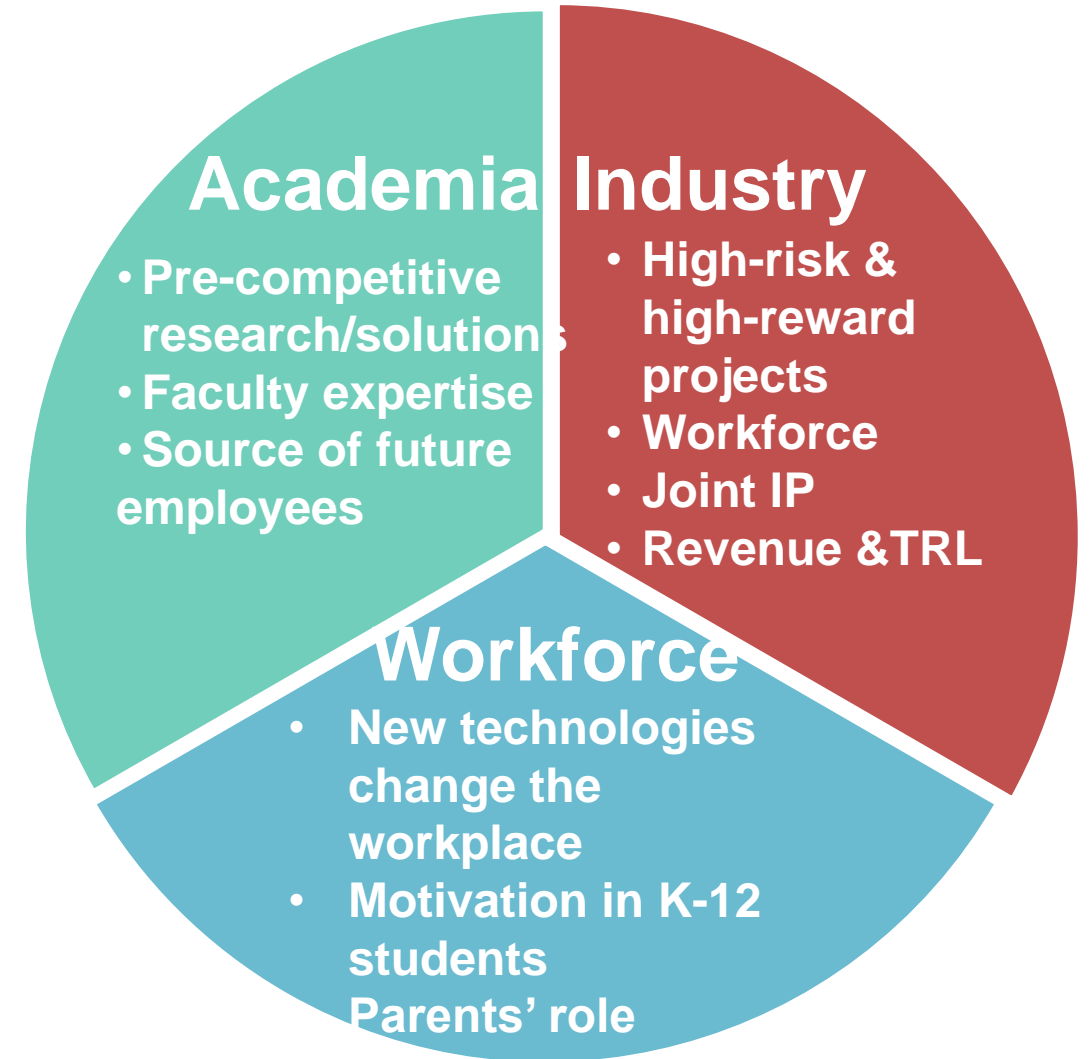 Academia
• Pre-competitive
research/solutions
• Faculty expertise
• Source of future
employees
Industry
• High-risk &
high-reward
projects
• Workforce
• Joint IP
• Revenue &TRL
Workforce
• New technologies
change the
workplace
• Motivation in K-12
students
Parents’ role